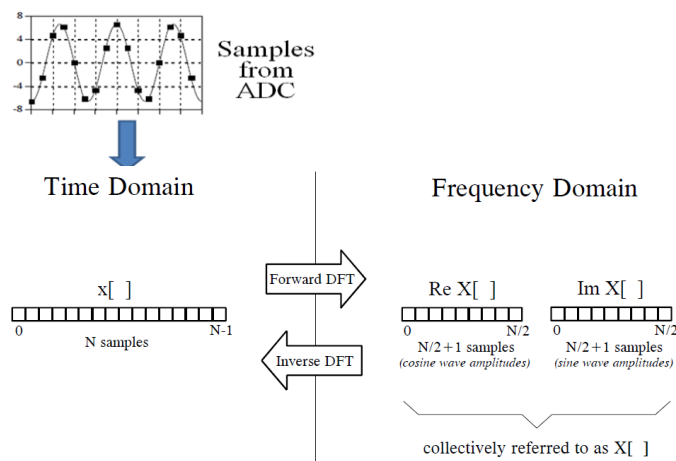 8
4
0
-4
-8
Samples
from
ADC
Time Domain
Frequency Domain
x[ ]
0
N-1
N samples
Forward DFT
Inverse DFT
Re X[ ]
0
N/2
N/2+1 samples
(cosine wave amplitudes)
Im X[ ]
0
N/2
N/2+1 samples
(sine wave amplitudes)
collectively referred to as X[ ]